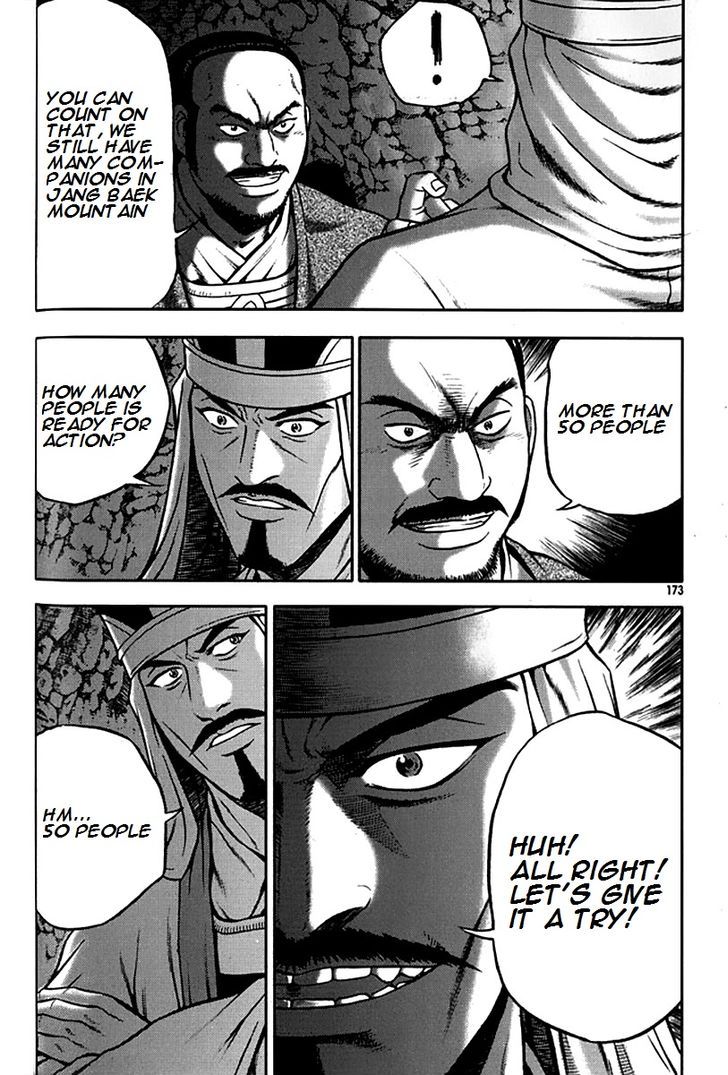 !
YOU CAN
COUNT ON
THAT, WE
STILL HAVE
MANY COM-
PANIONS IN
JANG BAEK
MOUNTAIN
HOW MANY
PEOPLE IS
READY FOR
ACTION?
MORE THAN
50 PEOPLE
173
HM...
50 PEOPLE
HUH!
ALL RIGHT!
LET'S GIVE
IT A TRY!